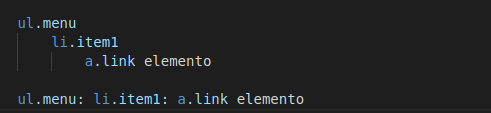 ul.menu
li.item1
a.link elemento
ul.menu: li.item1: a.link elemento